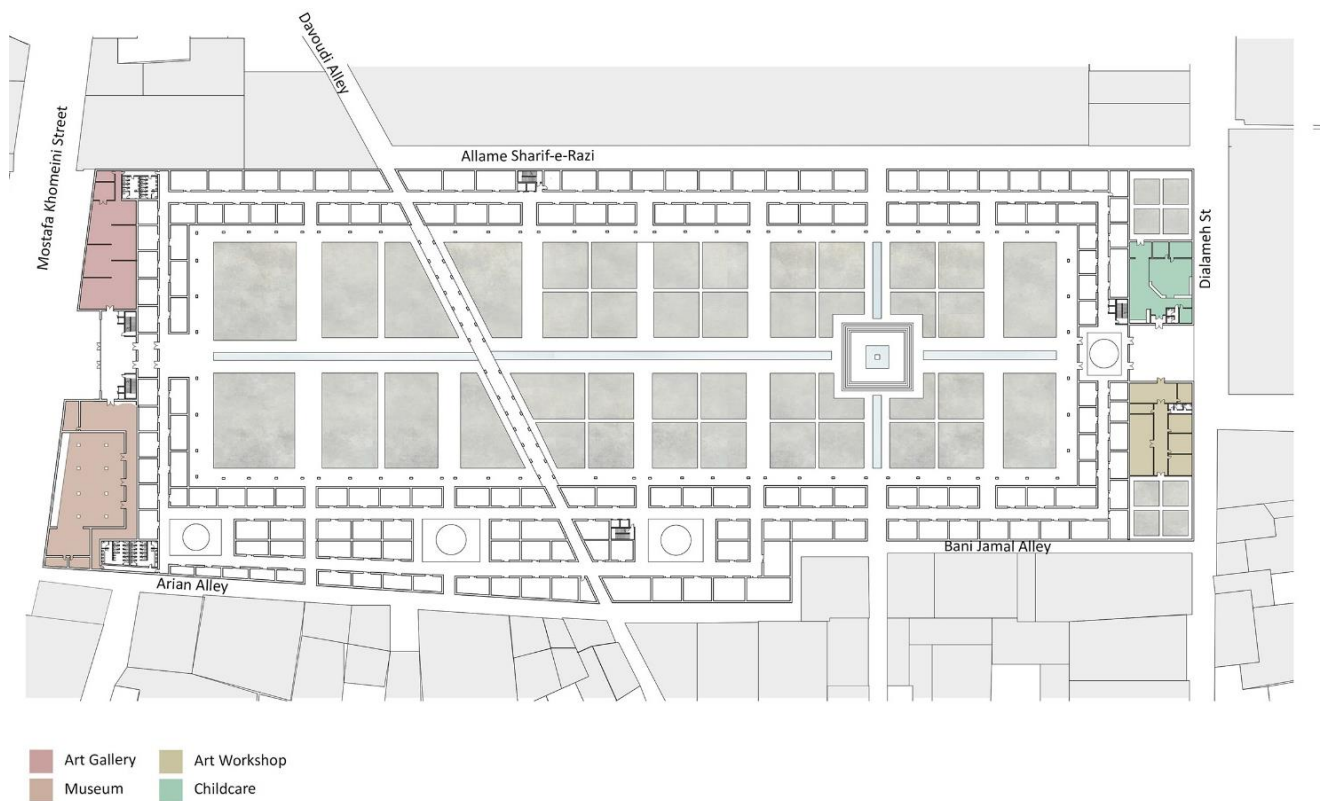 Davoudi Alley
Mostafa Khomeini Street
Allame Sharif-e-Razi
Dialameh St
Bani Jamal Alley
Arian Alley
Art Gallery
Art Workshop
Museum
Childcare